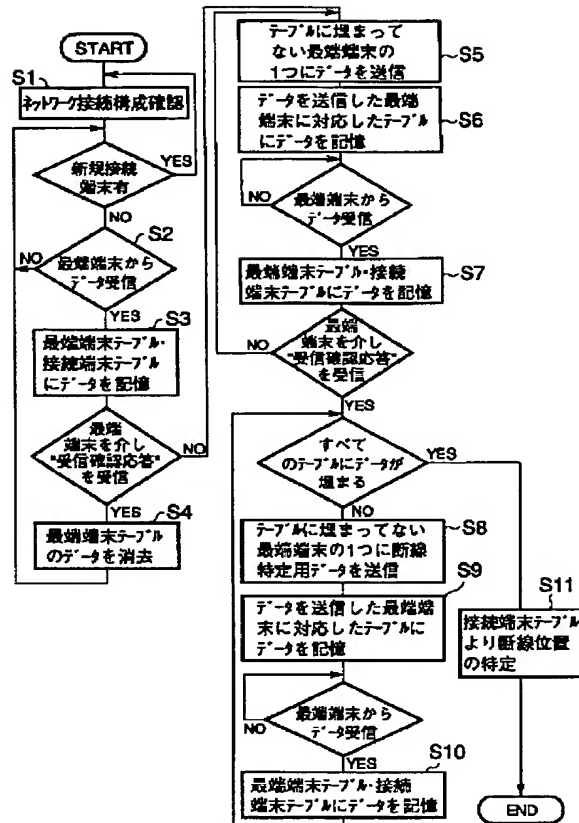 START
S1
ネットワーク接続構成確認
新規接続
端末有
YES
NO
S2
最端端末から
データ受信
NO
YES
S3
最端端末テーブル・
接続端末テーブル
にデータを記憶
最端
端末を介し
"受信確認応答"
を受信
NO
YES
S4
最端端末テーブル
のデータを消去
テーブルに埋まって
ない最端端末の
1つにデータを送信
S5
データを送信した最端
端末に対応したテーブル
にデータを記憶
S6
最端端末から
データ受信
NO
YES
S7
最端端末テーブル・接続
端末テーブルにデータを記憶
最端
端末を介し
"受信確認応答"
を受信
NO
YES
すべて
のテーブルにデータが
埋まる
YES
NO
S8
テーブルに埋まってない
最端端末の1つに断線
特定用データを送信
S9
データを送信した最端端
末に対応したテーブルに
データを記憶
S11
接続端末テーブル
より断線位置
の特定
最端端末から
データ受信
NO
YES
S10
最端端末テーブル・接続
端末テーブルにデータを記憶
END